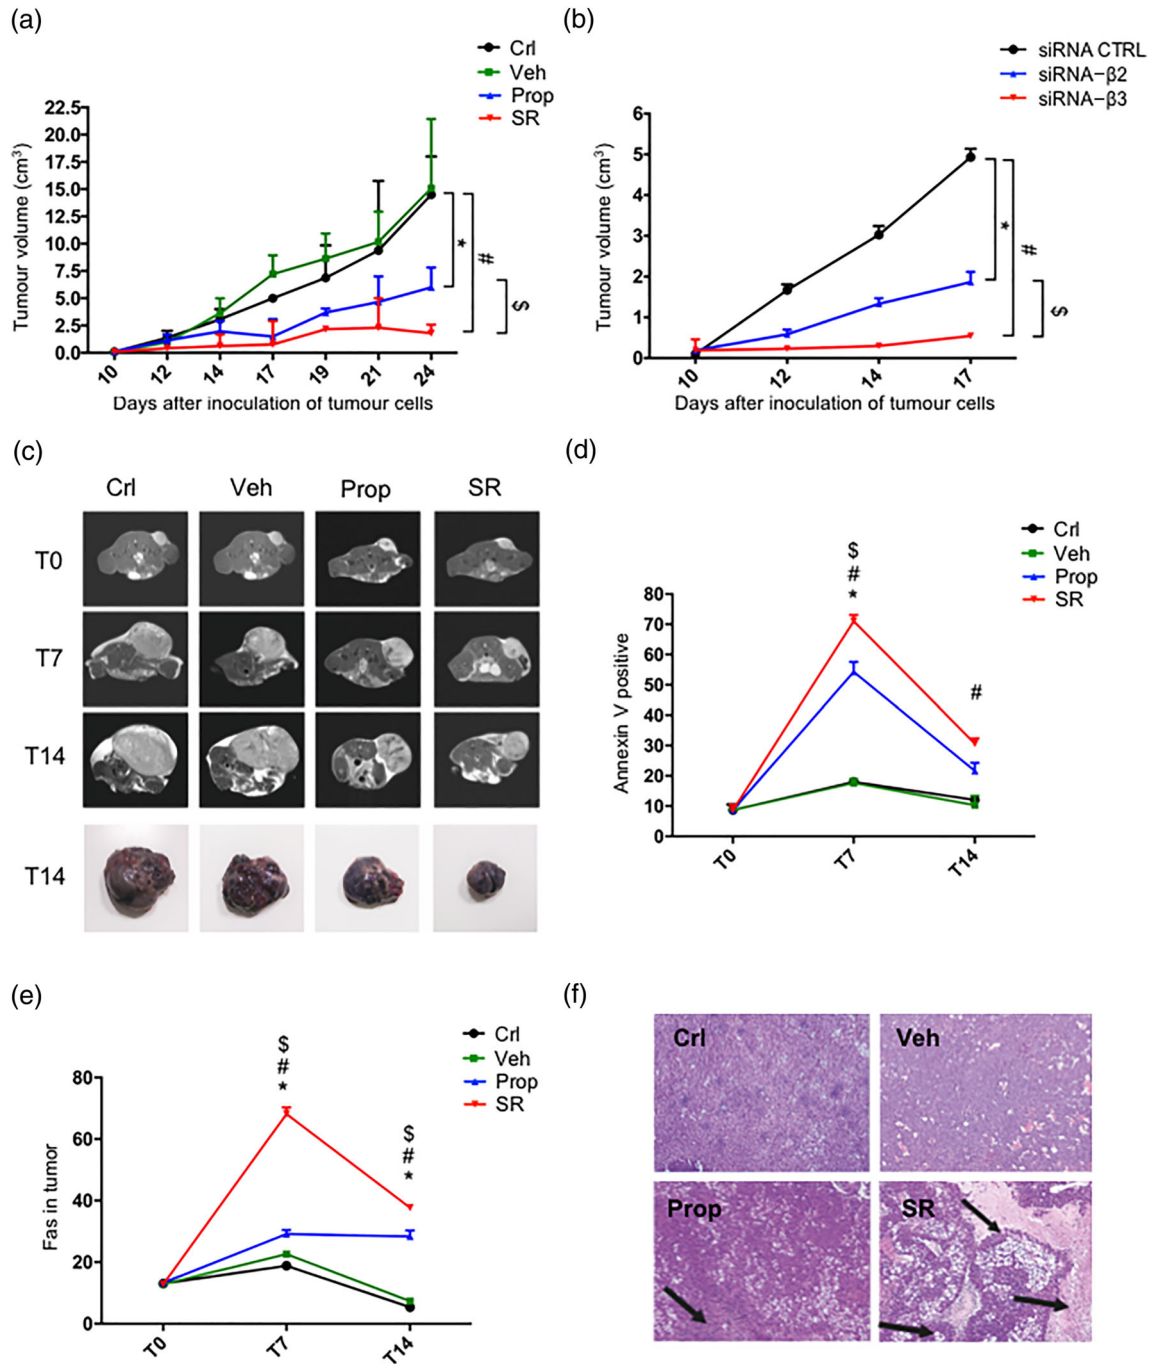 (a)
Crl
Veh
Prop
SR
Tumour volume (cm³)
22.5
20.0
17.5
15.0
12.5
10.0
7.5
5.0
2.5
0.0
* # $
10 12 14 17 19 21 24
Days after inoculation of tumour cells
(b)
siRNA CTRL
siRNA–β2
siRNA–β3
Tumour volume (cm³)
6
5
4
3
2
1
0
* # $
10 12 14 17
Days after inoculation of tumour cells
(c)
Crl Veh Prop SR
T0
T7
T14
T14
(d)
Crl
Veh
Prop
SR
Annexin V positive
80
70
60
50
40
30
20
10
0
$
#
*
#
T0 T7 T14
(e)
Crl
Veh
Prop
SR
Fas in tumor
80
60
40
20
0
$
#
*
$
#
*
T0 T7 T14
(f)
Crl Veh
Prop SR